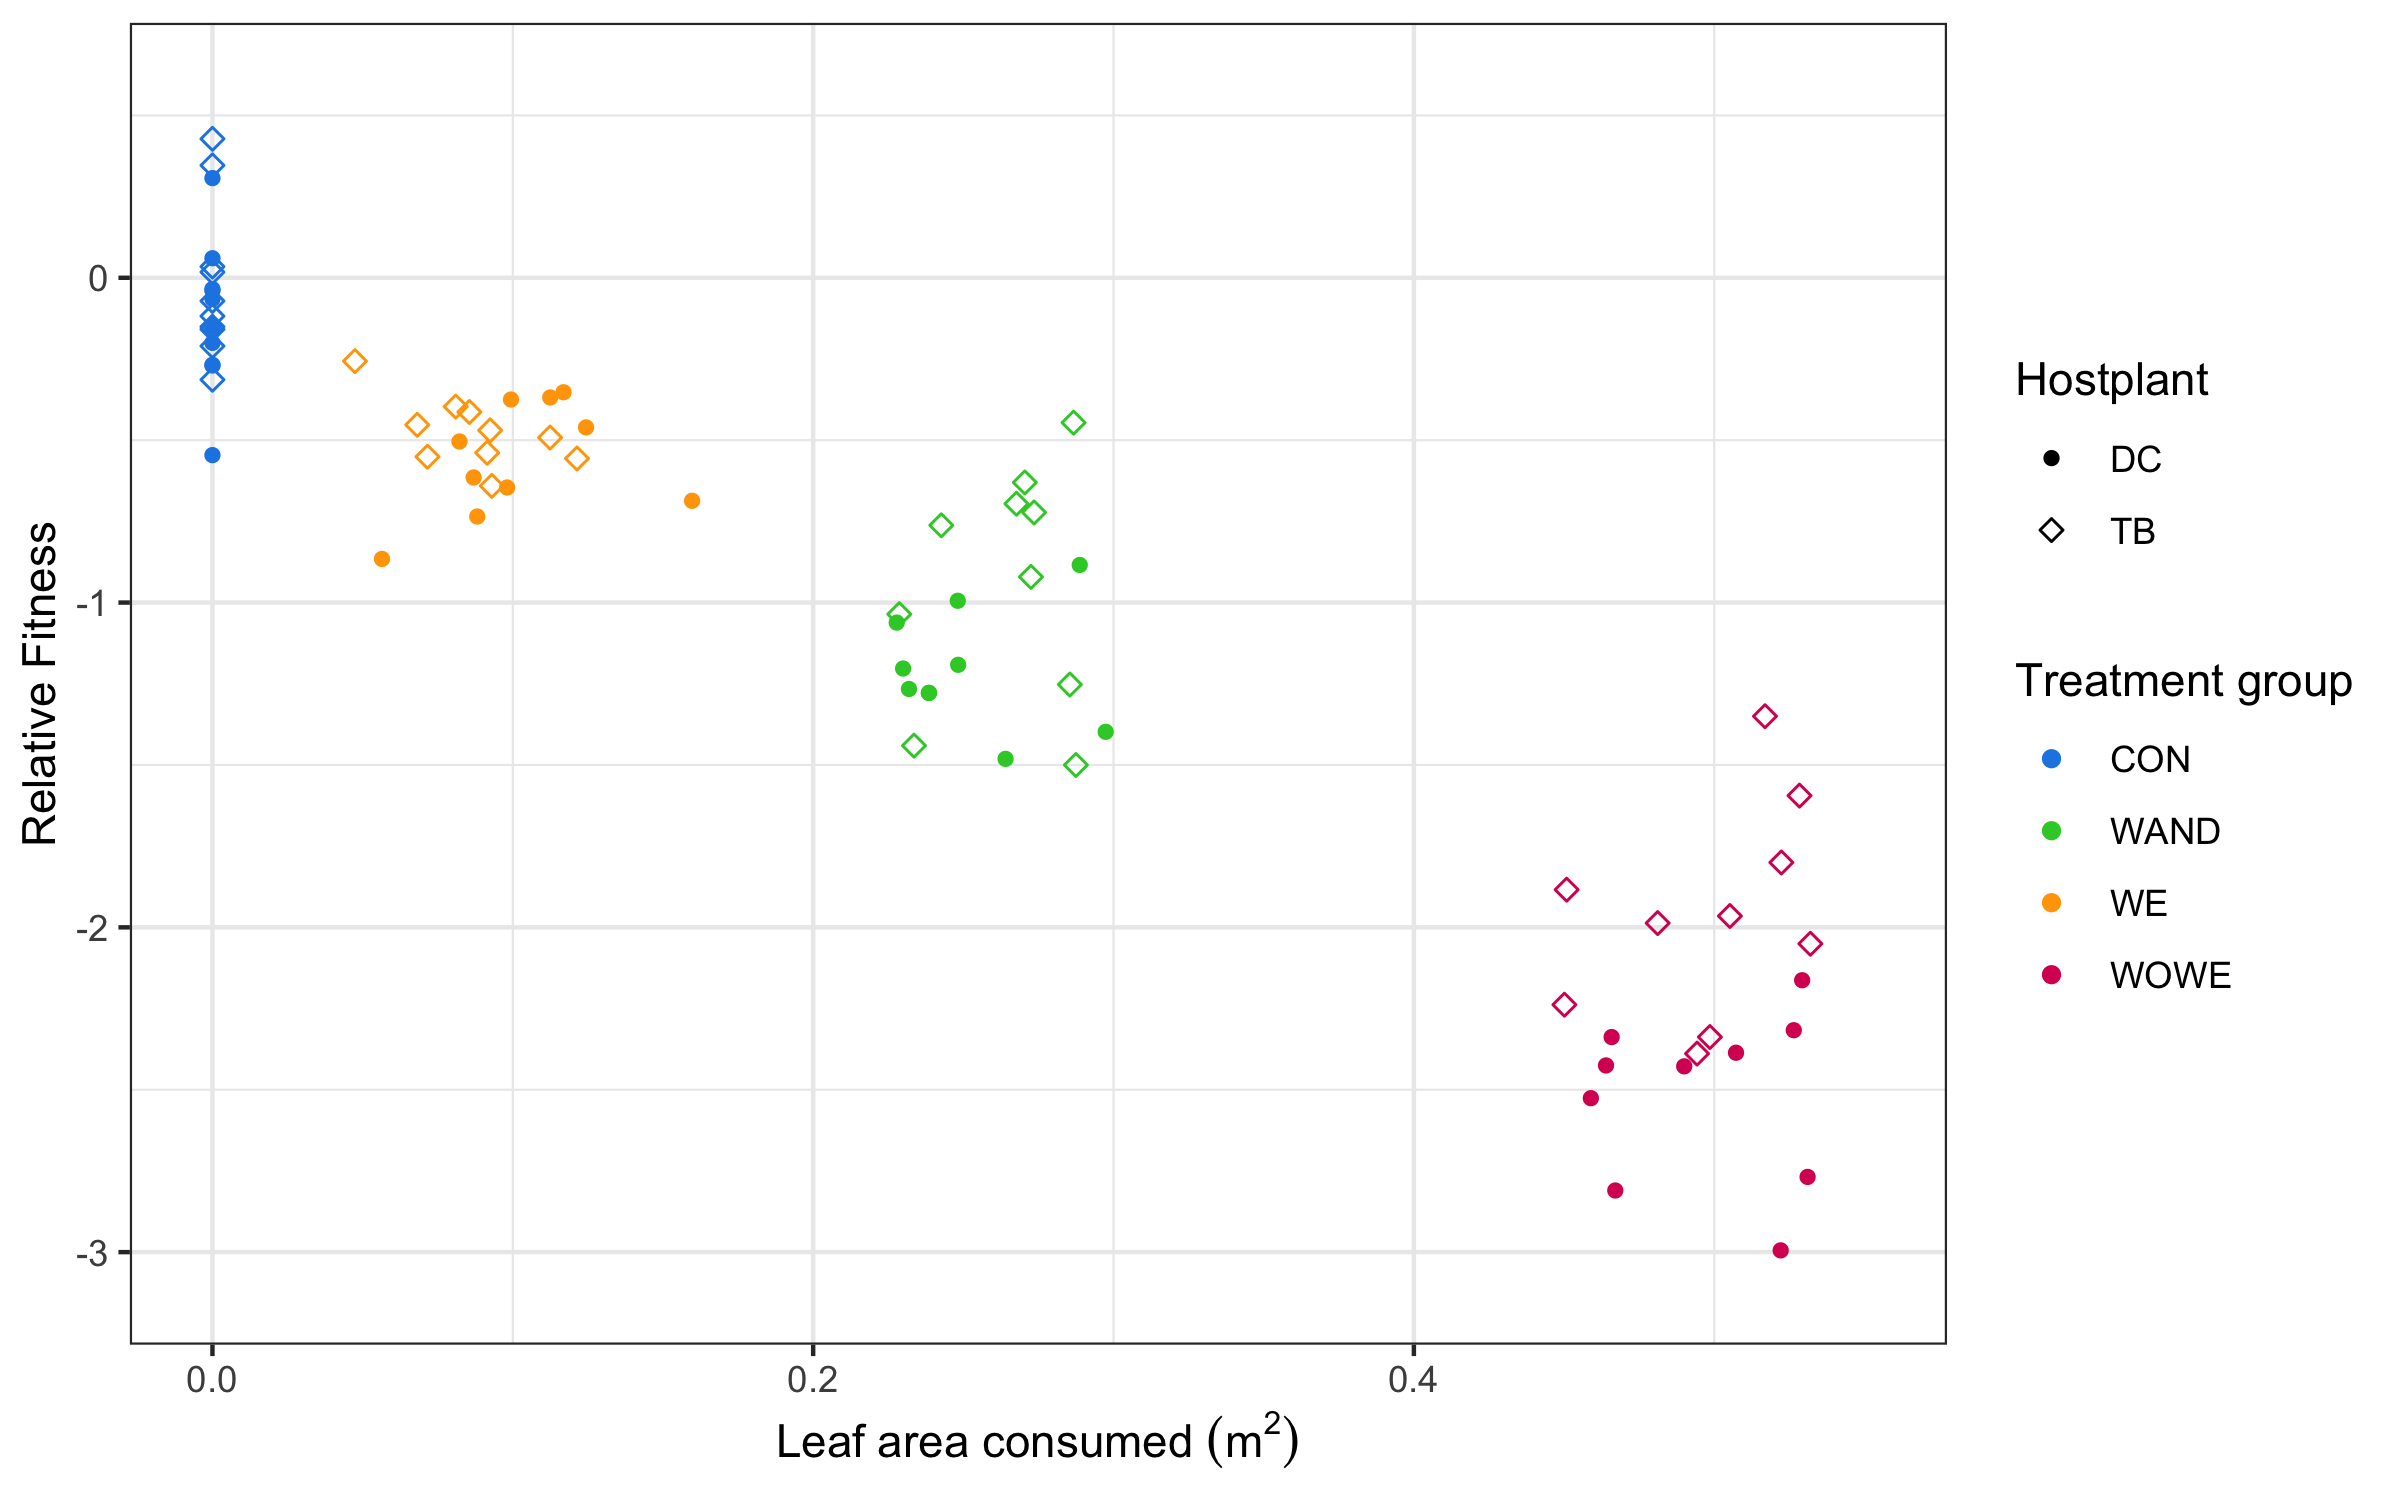 Relative Fitness
0
-1
-2
-3
0.0 0.2 0.4
Leaf area consumed (m²)
Hostplant
DC
TB
Treatment group
CON
WAND
WE
WOWE